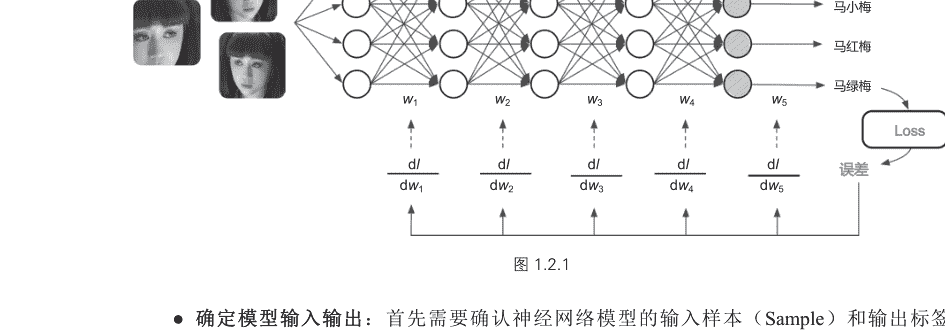 马小梅
马红梅
马绿梅
w₁ w₂ w₃ w₄ w₅
Loss
dl dl dl dl dl
误差
dw₁ dw₂ dw₃ dw₄ dw₅
图 1.2.1
● 确定模型输入输出：首先需要确认神经网络模型的输入样本（Sample）和输出标签